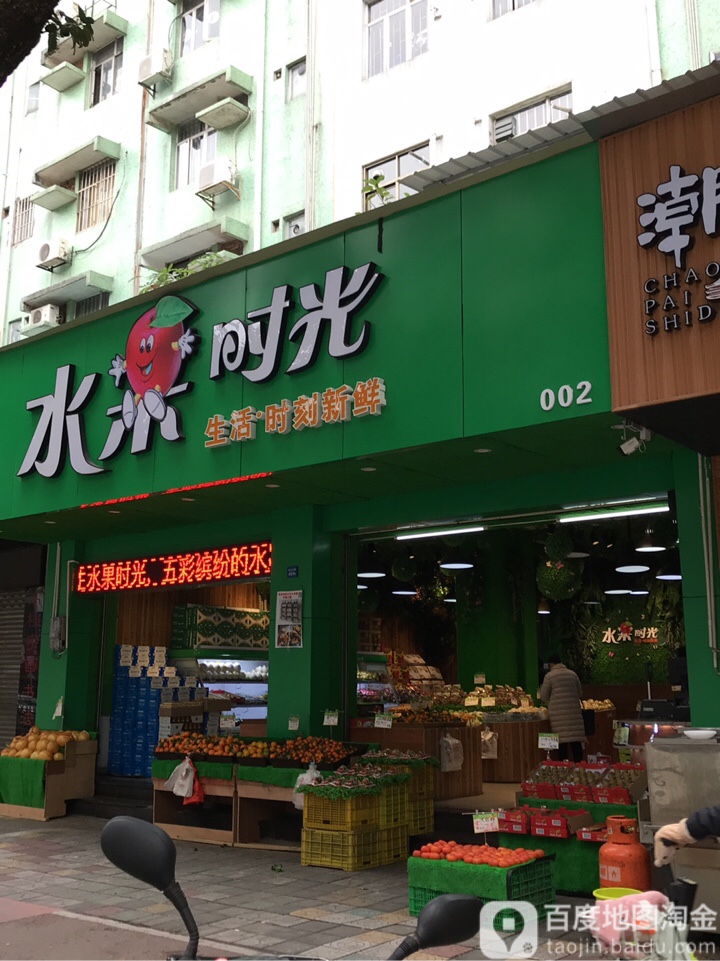 水果时光
生活·时刻新鲜
002
潮
CHAO
PAI
SHID
水果时光、五彩缤纷的水
水果时光
百度地图淘金
taojin.baidu.com